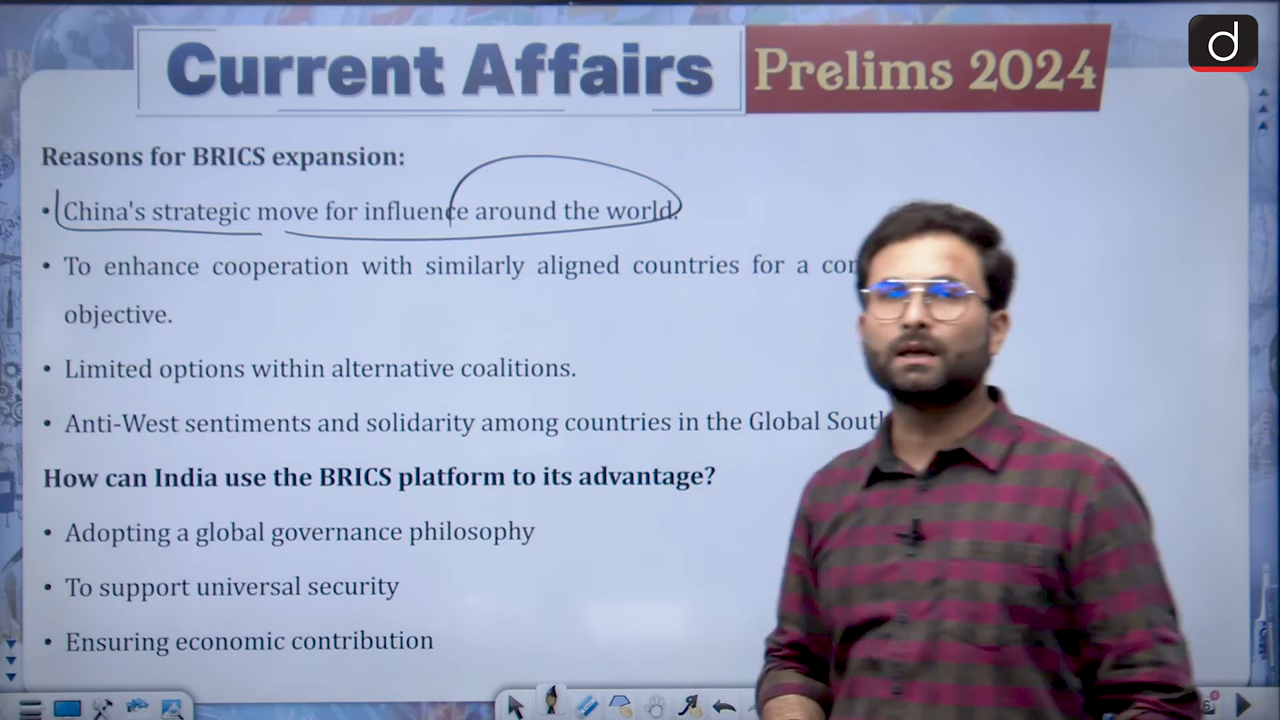 Current Affairs
Prelims 2024
d
Reasons for BRICS expansion:
• China's strategic move for influence around the world.
• To enhance cooperation with similarly aligned countries for a
objective.
• Limited options within alternative coalitions.
• Anti-West sentiments and solidarity among countries in the Global
How can India use the BRICS platform to its advantage?
• Adopting a global governance philosophy
• To support universal security
• Ensuring economic contribution